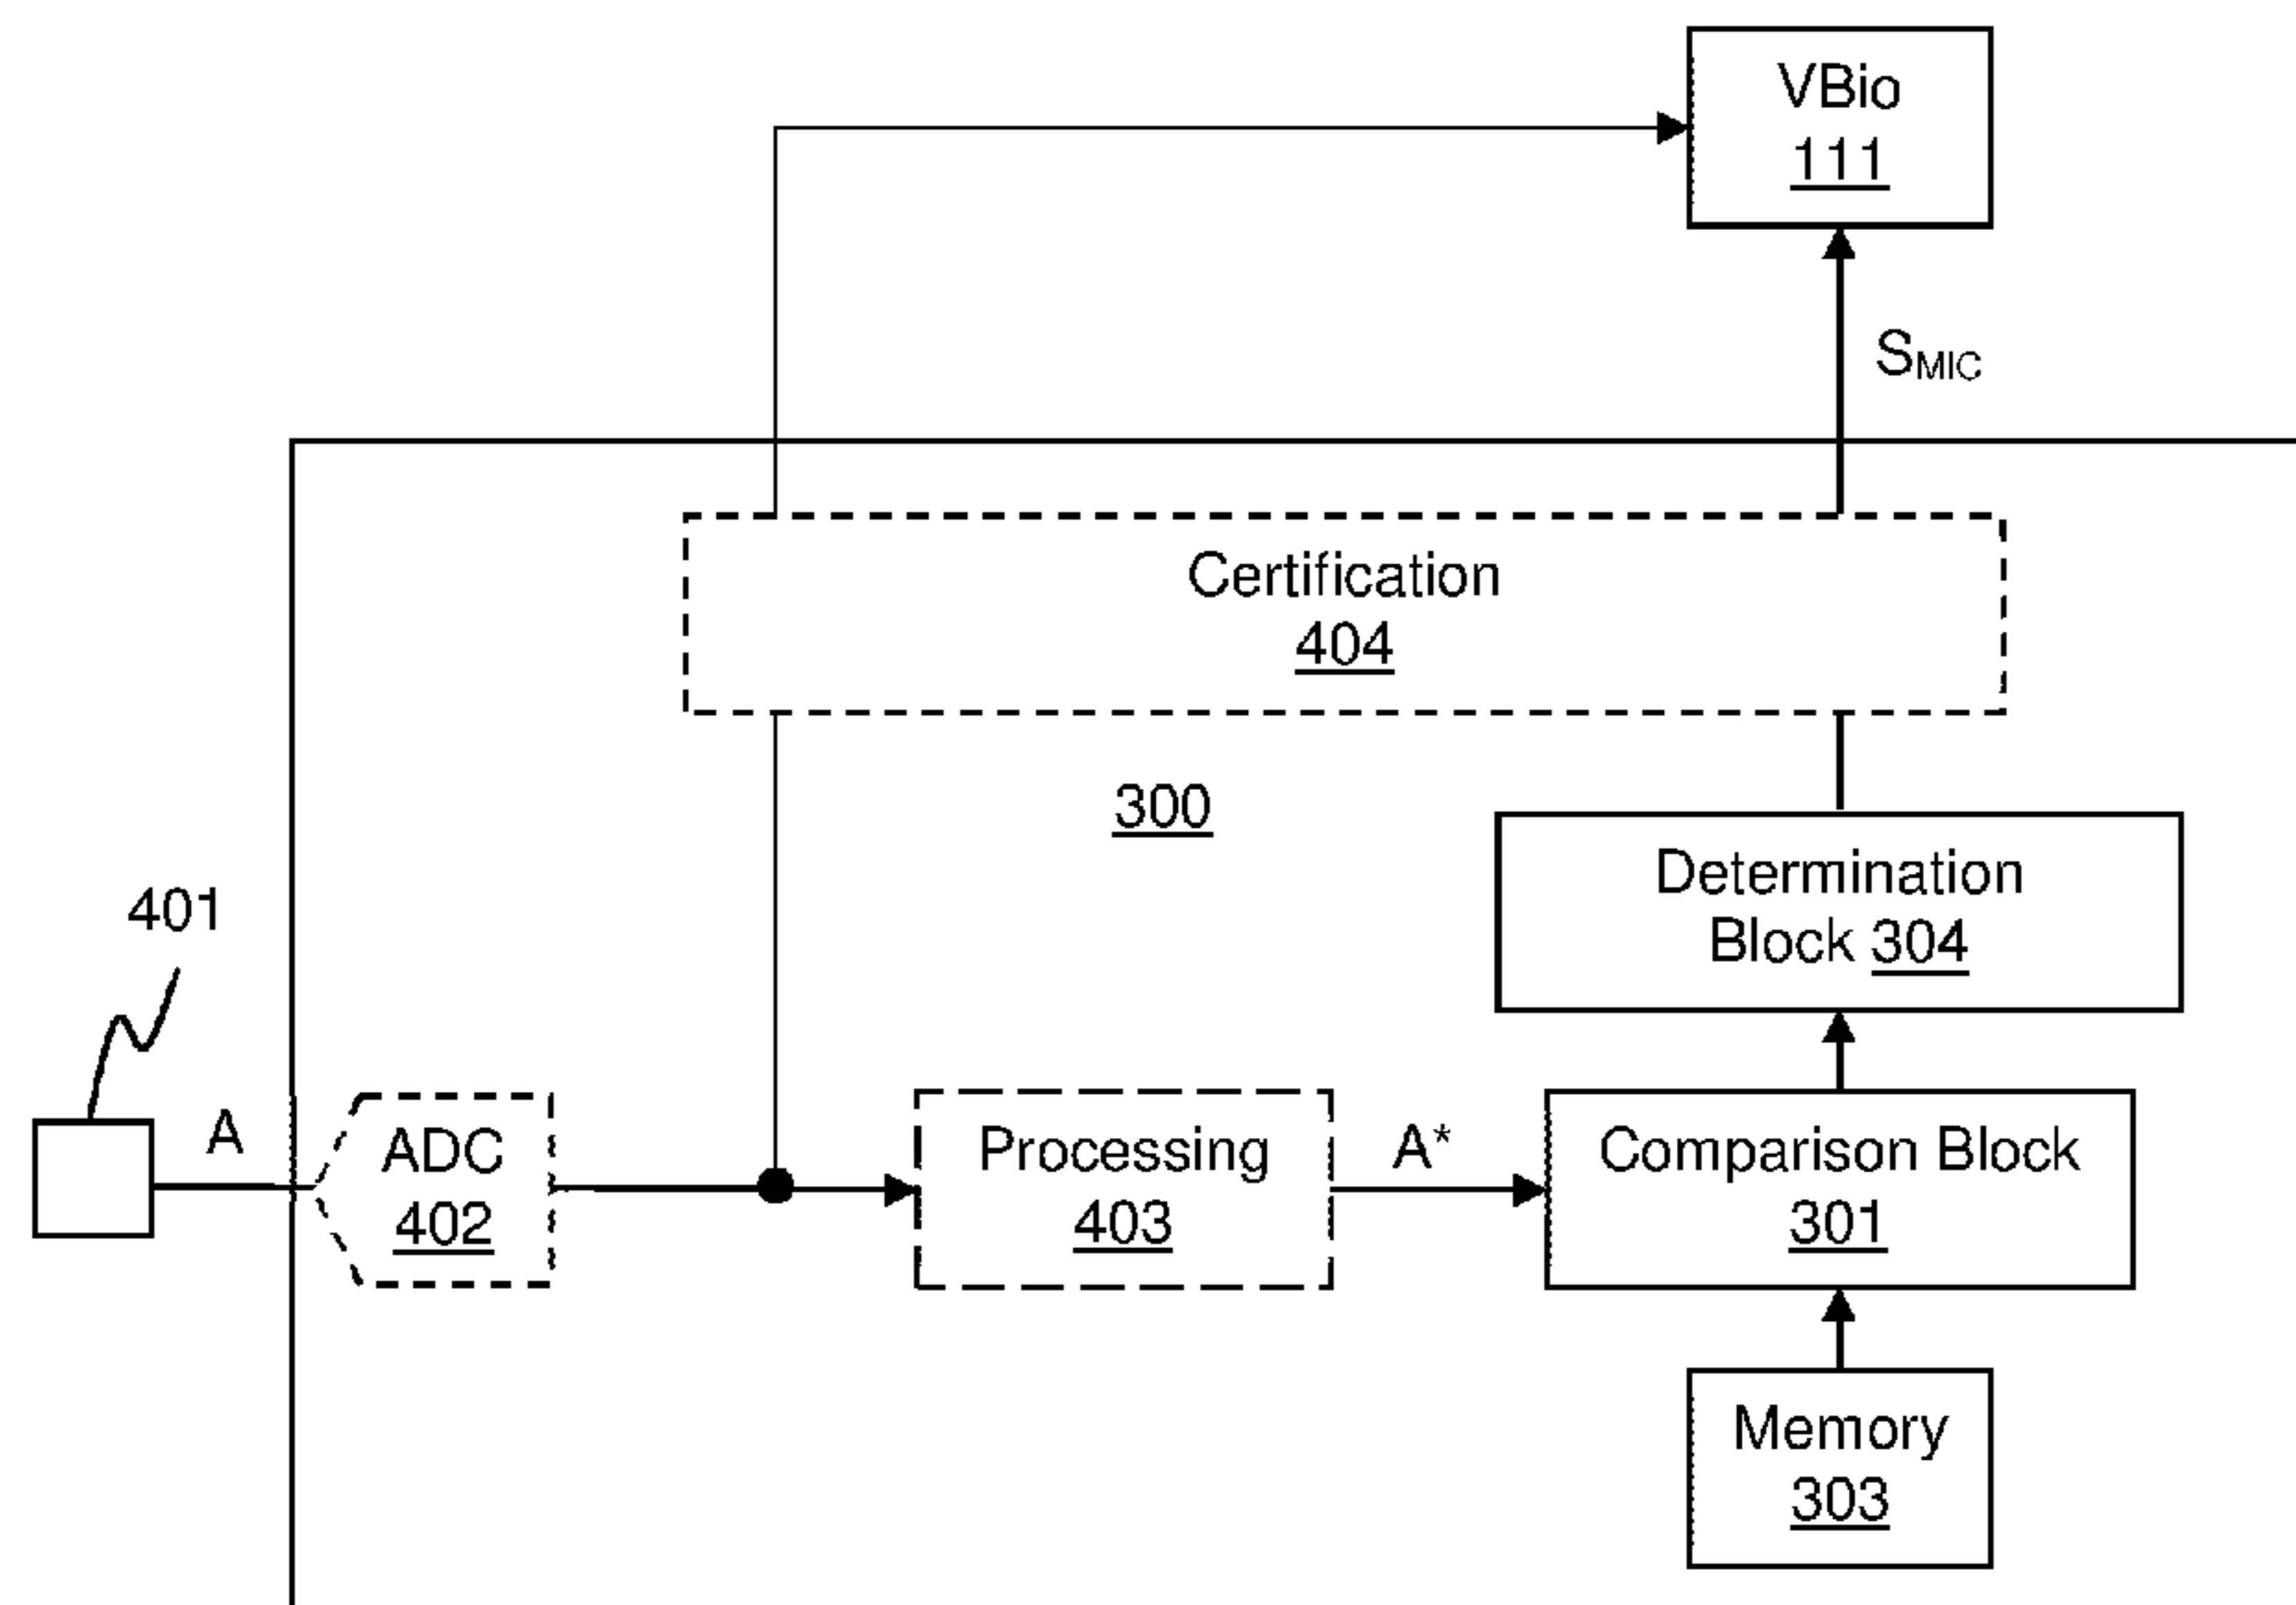 VBio
111
SMIC
Certification
404
300
Determination
Block 304
401
A
ADC
402
Processing
403
A*
Comparison Block
301
Memory
303